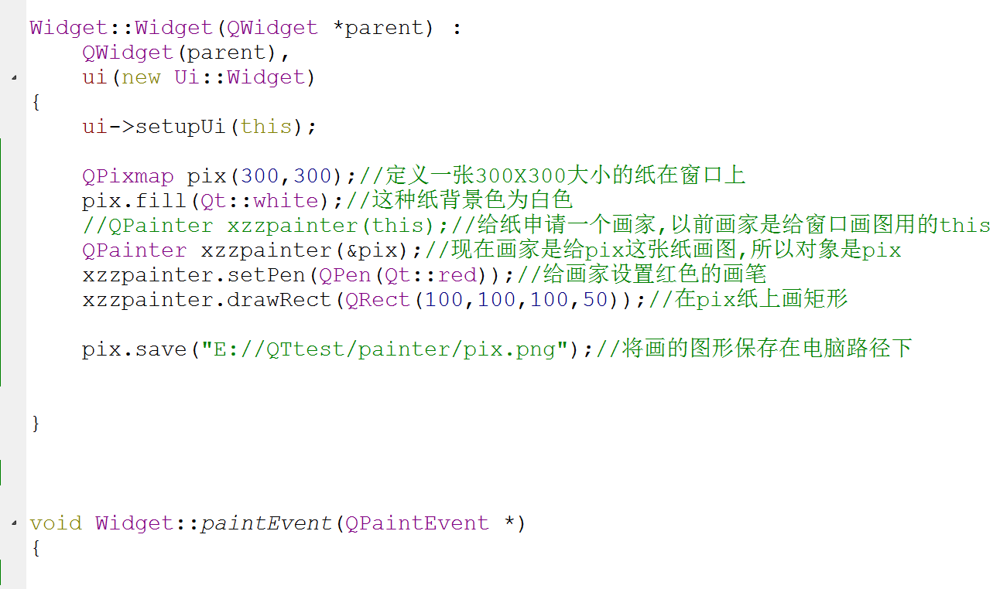 Widget::Widget(QWidget *parent) :
    QWidget(parent),
    ui(new Ui::Widget)
{
    ui->setupUi(this);
    QPixmap pix(300,300);//定义一张300X300大小的纸在窗口上
    pix.fill(Qt::white);//这种纸背景色为白色
    //QPainter xzzpainter(this);//给纸申请一个画家,以前画家是给窗口画图用的this
    QPainter xzzpainter(&pix);//现在画家是给pix这张纸画图,所以对象是pix
    xzzpainter.setPen(QPen(Qt::red));//给画家设置红色的画笔
    xzzpainter.drawRect(QRect(100,100,100,50));//在pix纸上画矩形
    pix.save("E://QTtest/painter/pix.png");//将画的图形保存在电脑路径下
}
void Widget::paintEvent(QPaintEvent *)
{